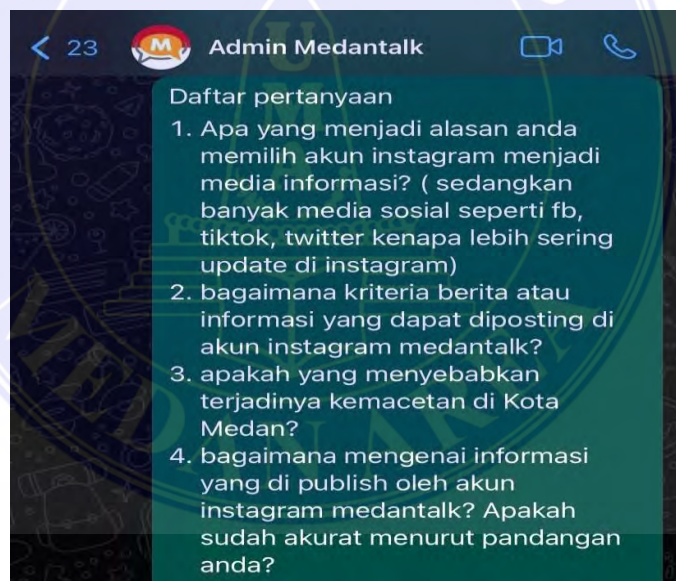 23 M Admin Medantalk
Daftar pertanyaan
1. Apa yang menjadi alasan anda
memilih akun instagram menjadi
media informasi? ( sedangkan
banyak media sosial seperti fb,
tiktok, twitter kenapa lebih sering
update di instagram)
2. bagaimana kriteria berita atau
informasi yang dapat diposting di
akun instagram medantalk?
3. apakah yang menyebabkan
terjadinya kemacetan di Kota
Medan?
4. bagaimana mengenai informasi
yang di publish oleh akun
instagram medantalk? Apakah
sudah akurat menurut pandangan
anda?